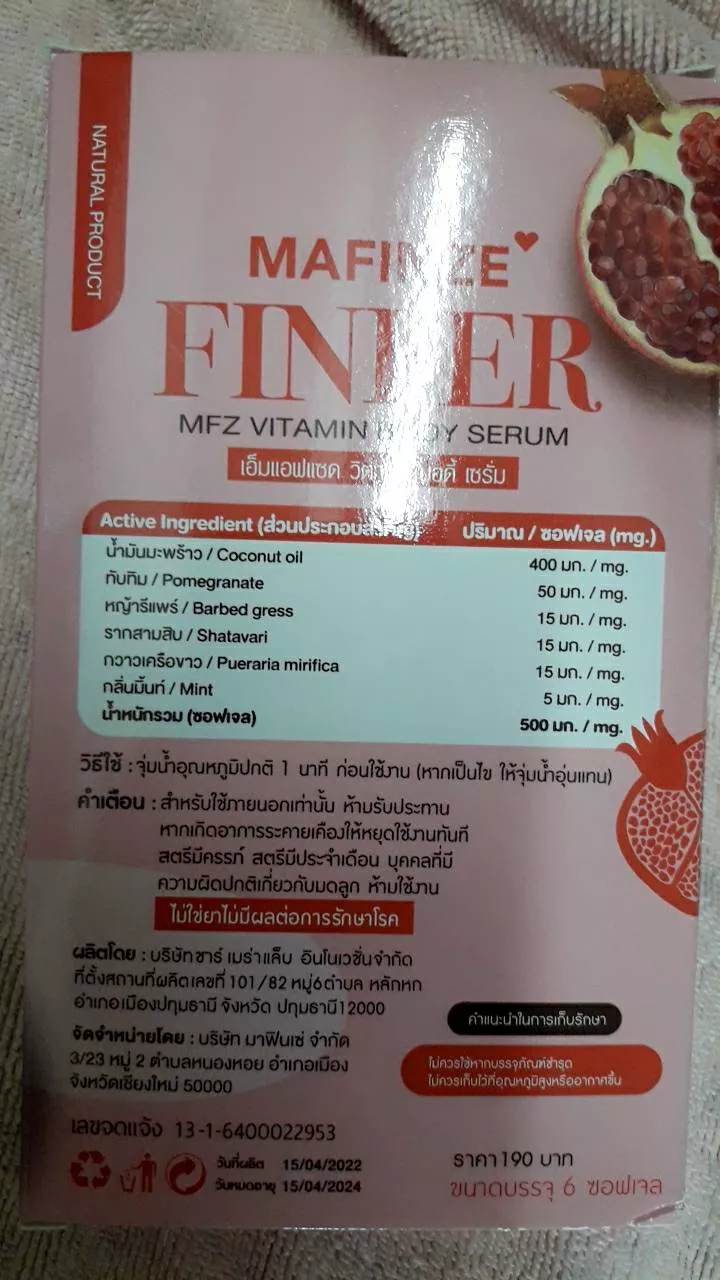 NATURAL PRODUCT
MAFINZE
FINPER
MFZ VITAMIN BODY SERUM
เอ็มแอฟแซด วิตามิน บอดี้ เซรั่ม
Active Ingredient (ส่วนประกอบสำคัญ) ปริมาณ / ซอฟเจล (mg.)
น้ำมันมะพร้าว / Coconut oil 400 มก. / mg.
ทับทิม / Pomegranate 50 มก. / mg.
หญ้ารีแพร์ / Barbed gress 15 มก. / mg.
รากสามสิบ / Shatavari 15 มก. / mg.
กวาวเครือขาว / Pueraria mirifica 15 มก. / mg.
กลิ่นมิ้นท์ / Mint 5 มก. / mg.
น้ำหนักรวม (ซอฟเจล) 500 มก. / mg.
วิธีใช้ : จุ่มน้ำอุณหภูมิปกติ 1 นาที ก่อนใช้งาน (หากเป็นไข ให้จุ่มน้ำอุ่นแทน)
คำเตือน : สำหรับใช้ภายนอกเท่านั้น ห้ามรับประทาน
หากเกิดอาการระคายเคืองให้หยุดใช้งานทันที
สตรีมีครรภ์ สตรีมีประจำเดือน บุคคลที่มี
ความผิดปกติเกี่ยวกับมดลูก ห้ามใช้งาน
ไม่ใช่ยาไม่มีผลต่อการรักษาโรค
ผลิตโดย : บริษัทชาร์ เมร่าแล็บ อินโนเวชั่นจำกัด
ที่ตั้งสถานที่ผลิตเลขที่ 101/82 หมู่6ตำบล หลักหก
อำเภอเมืองปทุมธานี จังหวัด ปทุมธานี12000
จัดจำหน่ายโดย : บริษัท มาฟินเซ่ จำกัด
3/23 หมู่ 2 ตำบลหนองหอย อำเภอเมือง
จังหวัดเชียงใหม่ 50000
คำแนะนำในการเก็บรักษา
ไม่ควรใช้หากบรรจุภัณฑ์ชำรุด
ไม่ควรเก็บไว้ที่อุณหภูมิสูงหรืออากาศชื้น
เลขจดแจ้ง 13-1-6400022953
วันที่ผลิต 15/04/2022
วันหมดอายุ 15/04/2024
ราคา190 บาท
ขนาดบรรจุ 6 ซอฟเจล